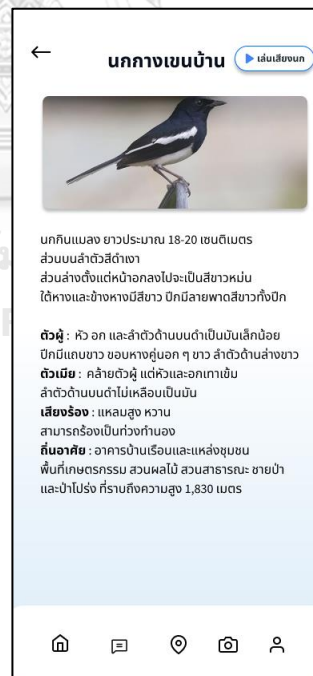 นกกางเขนบ้าน
เล่นเสียงนก
นกกินแมลง ยาวประมาณ 18-20 เซนติเมตร
ส่วนบนลำตัวสีดำเงา
ส่วนล่างตั้งแต่หน้าอกลงไปจะเป็นสีขาวหม่น
ใต้หางและข้างหางมีสีขาว ปีกมีลายพาดสีขาวทั้งปีก
ตัวผู้ : หัว อก และลำตัวด้านบนดำเป็นมันเล็กน้อย
ปีกมีแถบขาว ขอบหางคู่นอก ๆ ขาว ลำตัวด้านล่างขาว
ตัวเมีย : คล้ายตัวผู้ แต่หัวและอกเทาเข้ม
ลำตัวด้านบนดำไม่เหลือบเป็นมัน
เสียงร้อง : แหลมสูง หวาน
สามารถร้องเป็นท่วงทำนอง
ถิ่นอาศัย : อาคารบ้านเรือนและแหล่งชุมชน
พื้นที่เกษตรกรรม สวนผลไม้ สวนสาธารณะ ชายป่า
และป่าโปร่ง ที่ราบถึงความสูง 1,830 เมตร